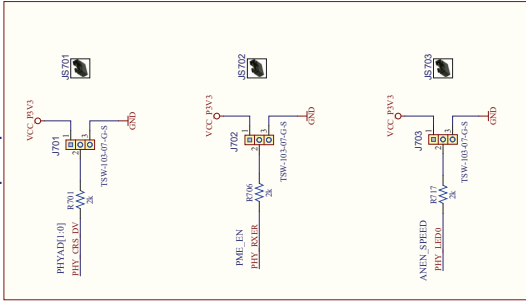 JS701
VCC_P3V3
GND
J701
1
2
3
TSW-103-07-G-S
R701
2k
PHYAD[1:0]
PHY_CRS_DV
JS702
VCC_P3V3
GND
J702
1
2
3
TSW-103-07-G-S
R706
2k
PME_EN
PHY_RXER
JS703
VCC_P3V3
GND
J703
1
2
3
TSW-103-07-G-S
R717
2k
ANEN_SPEED
PHY_LED0